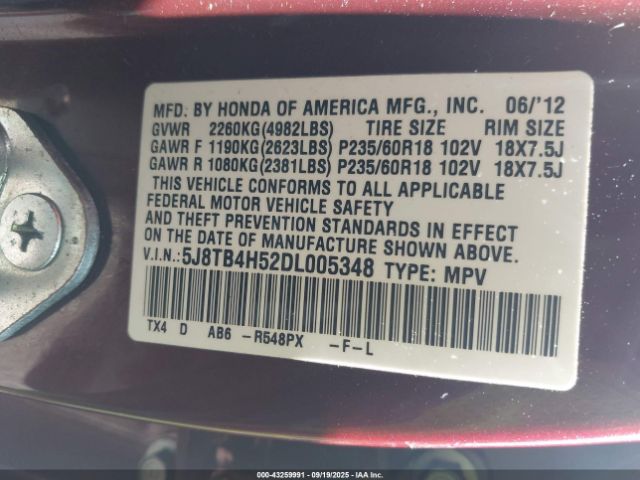 MFD. BY HONDA OF AMERICA MFG., INC. 06/'12
GVWR 2260KG(4982LBS) TIRE SIZE RIM SIZE
GAWR F 1190KG(2623LBS) P235/60R18 102V 18X7.5J
GAWR R 1080KG(2381LBS) P235/60R18 102V 18X7.5J
THIS VEHICLE CONFORMS TO ALL APPLICABLE
FEDERAL MOTOR VEHICLE SAFETY
AND THEFT PREVENTION STANDARDS IN EFFECT
ON THE DATE OF MANUFACTURE SHOWN ABOVE.
V.I.N.: 5J8TB4H52DL005348 TYPE: MPV
TX4 D AB6 -R548PX -F-L
000-43259991 - 09/19/2025 - IAA Inc.